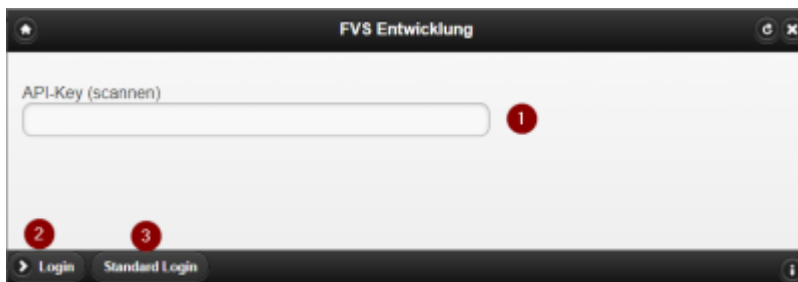 FVS Entwicklung
API-Key (scannen)
1
2
3
Login
Standard Login
i